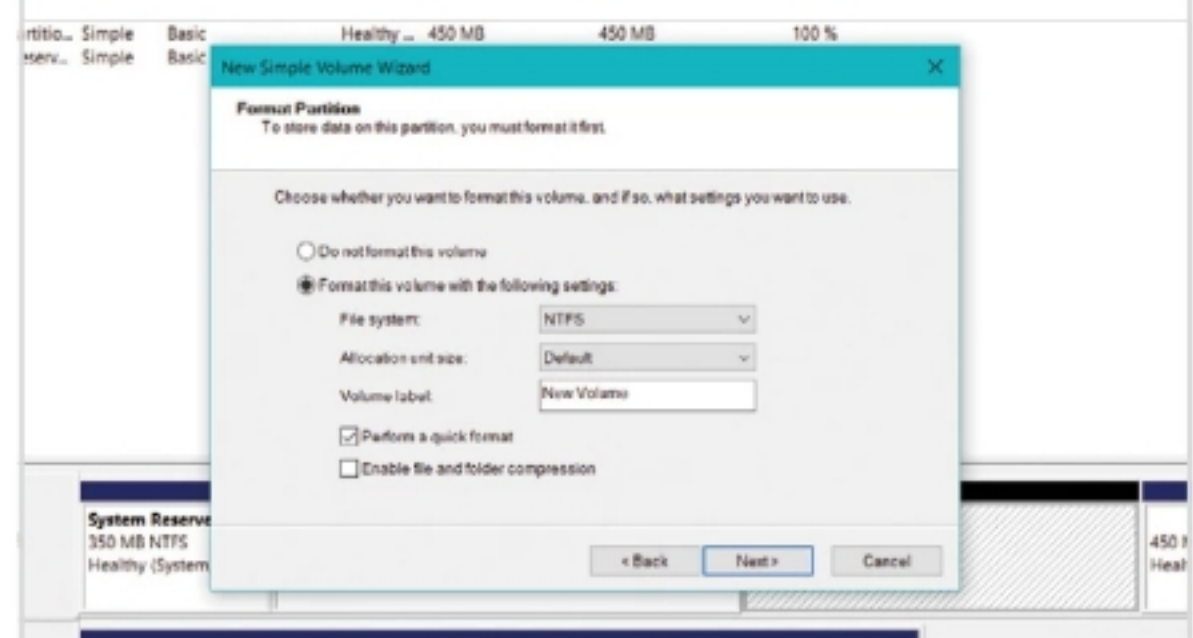 rtitio... Simple Basic Healthy ... 450 MB 450 MB 100 %
eserv... Simple Basic
New Simple Volume Wizard
Format Partition
To store data on this partition, you must format it first.
Choose whether you want to format this volume, and if so, what settings you want to use.
Do not format this volume
Format this volume with the following settings:
File system: NTFS
Allocation unit size: Default
Volume label: New Volume
Perform a quick format
Enable file and folder compression
System Reserve
350 MB NTFS 450 M
Healthy (System Healt
< Back Next > Cancel